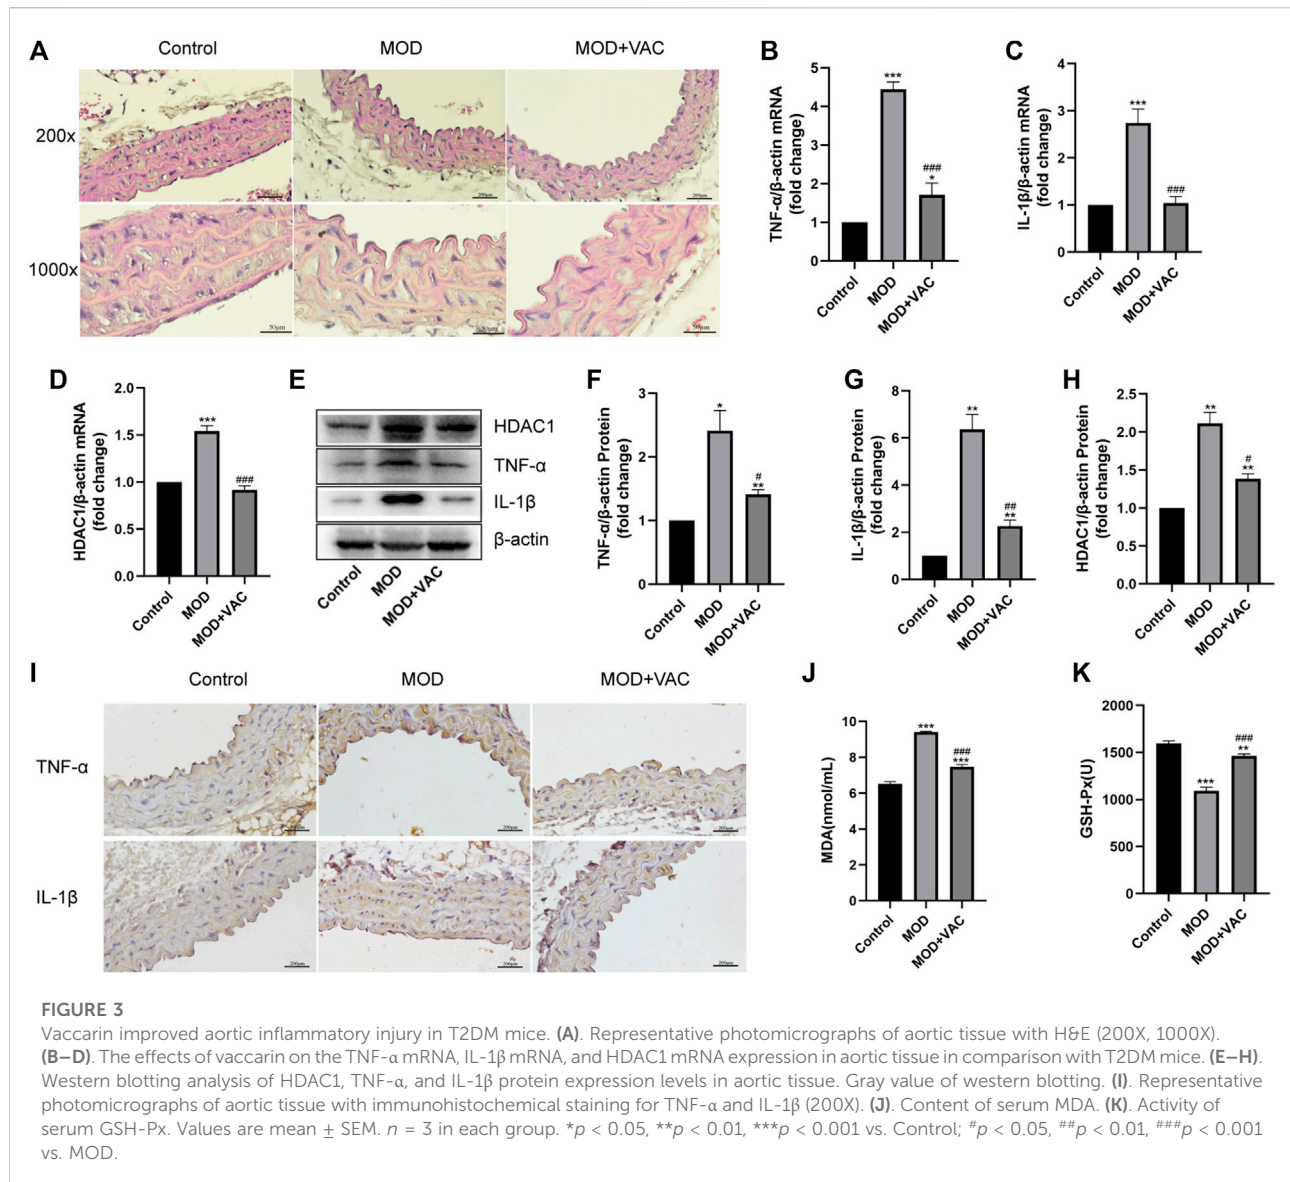 A
Control
MOD
MOD+VAC
200x
1000x
200μm
200μm
200μm
50μm
50μm
50μm
B
TNF-α/β-actin mRNA
(fold change)
5
4
3
2
1
0
***
###
*
Control
MOD
MOD+VAC
C
IL-1β/β-actin mRNA
(fold change)
4
3
2
1
0
***
###
Control
MOD
MOD+VAC
D
HDAC1/β-actin mRNA
(fold change)
2.0
1.5
1.0
0.5
0.0
***
###
Control
MOD
MOD+VAC
E
HDAC1
TNF-α
IL-1β
β-actin
Control
MOD
MOD+VAC
F
TNF-α/β-actin Protein
(fold change)
3
2
1
0
*
#
**
Control
MOD
MOD+VAC
G
IL-1β/β-actin Protein
(fold change)
8
6
4
2
0
**
##
**
Control
MOD
MOD+VAC
H
HDAC1/β-actin Protein
(fold change)
2.5
2.0
1.5
1.0
0.5
0.0
**
#
**
Control
MOD
MOD+VAC
I
Control
MOD
MOD+VAC
TNF-α
IL-1β
200μm
200μm
200μm
200μm
200μm
200μm
J
MDA(nmol/mL)
10
8
6
4
2
0
***
###
***
Control
MOD
MOD+VAC
K
GSH-Px(U)
2000
1500
1000
500
0
***
###
**
Control
MOD
MOD+VAC
FIGURE 3
Vaccarin improved aortic inflammatory injury in T2DM mice. (A). Representative photomicrographs of aortic tissue with H&E (200X, 1000X).
(B–D). The effects of vaccarin on the TNF-α mRNA, IL-1β mRNA, and HDAC1 mRNA expression in aortic tissue in comparison with T2DM mice. (E–H).
Western blotting analysis of HDAC1, TNF-α, and IL-1β protein expression levels in aortic tissue. Gray value of western blotting. (I). Representative
photomicrographs of aortic tissue with immunohistochemical staining for TNF-α and IL-1β (200X). (J). Content of serum MDA. (K). Activity of
serum GSH-Px. Values are mean ± SEM. n = 3 in each group. *p < 0.05, **p < 0.01, ***p < 0.001 vs. Control; #p < 0.05, ##p < 0.01, ###p < 0.001
vs. MOD.